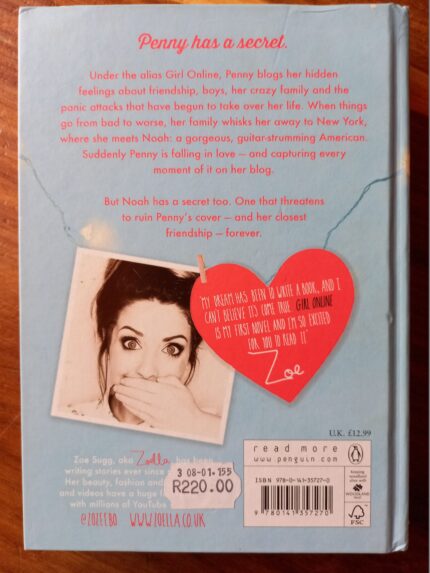 Penny has a secret.
Under the alias Girl Online, Penny blogs her hidden
feelings about friendship, boys, her crazy family and the
panic attacks that have begun to take over her life. When things
go from bad to worse, her family whisks her away to New York,
where she meets Noah: a gorgeous, guitar-strumming American.
Suddenly Penny is falling in love – and capturing every
moment of it on her blog.
But Noah has a secret too. One that threatens
to ruin Penny's cover – and her closest
friendship – forever.
"MY DREAM HAS BEEN TO WRITE A BOOK, AND I
CAN'T BELIEVE IT'S COME TRUE. GIRL ONLINE
IS MY FIRST NOVEL AND I'M SO EXCITED
FOR YOU TO READ IT"
Zoe
Zoe Sugg, aka Zoella, has been
writing stories ever since
Her beauty, fashion and
and videos have a huge
with millions of YouTube
@ZOZEEBO WWW.ZOELLA.CO.UK
3 08-01 155
R220.00
U.K. £12.99
read more
www.penguin.com
ISBN 978-0-141-35727-0
9 780141 357270
FSC